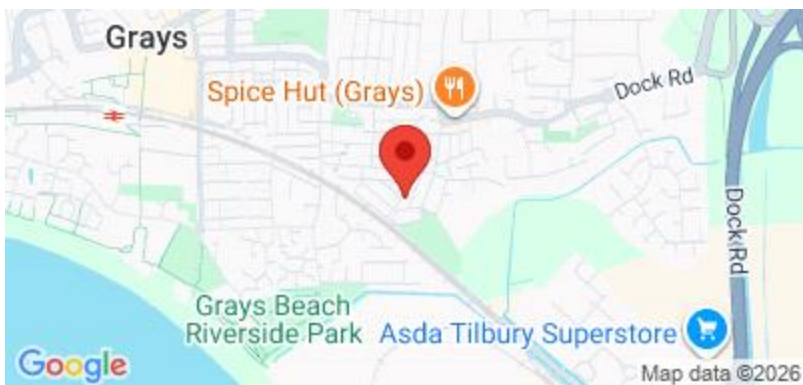 Grays
Spice Hut (Grays)
Dock Rd
Dock Rd
Grays Beach
Riverside Park
Asda Tilbury Superstore
Google
Map data ©2026